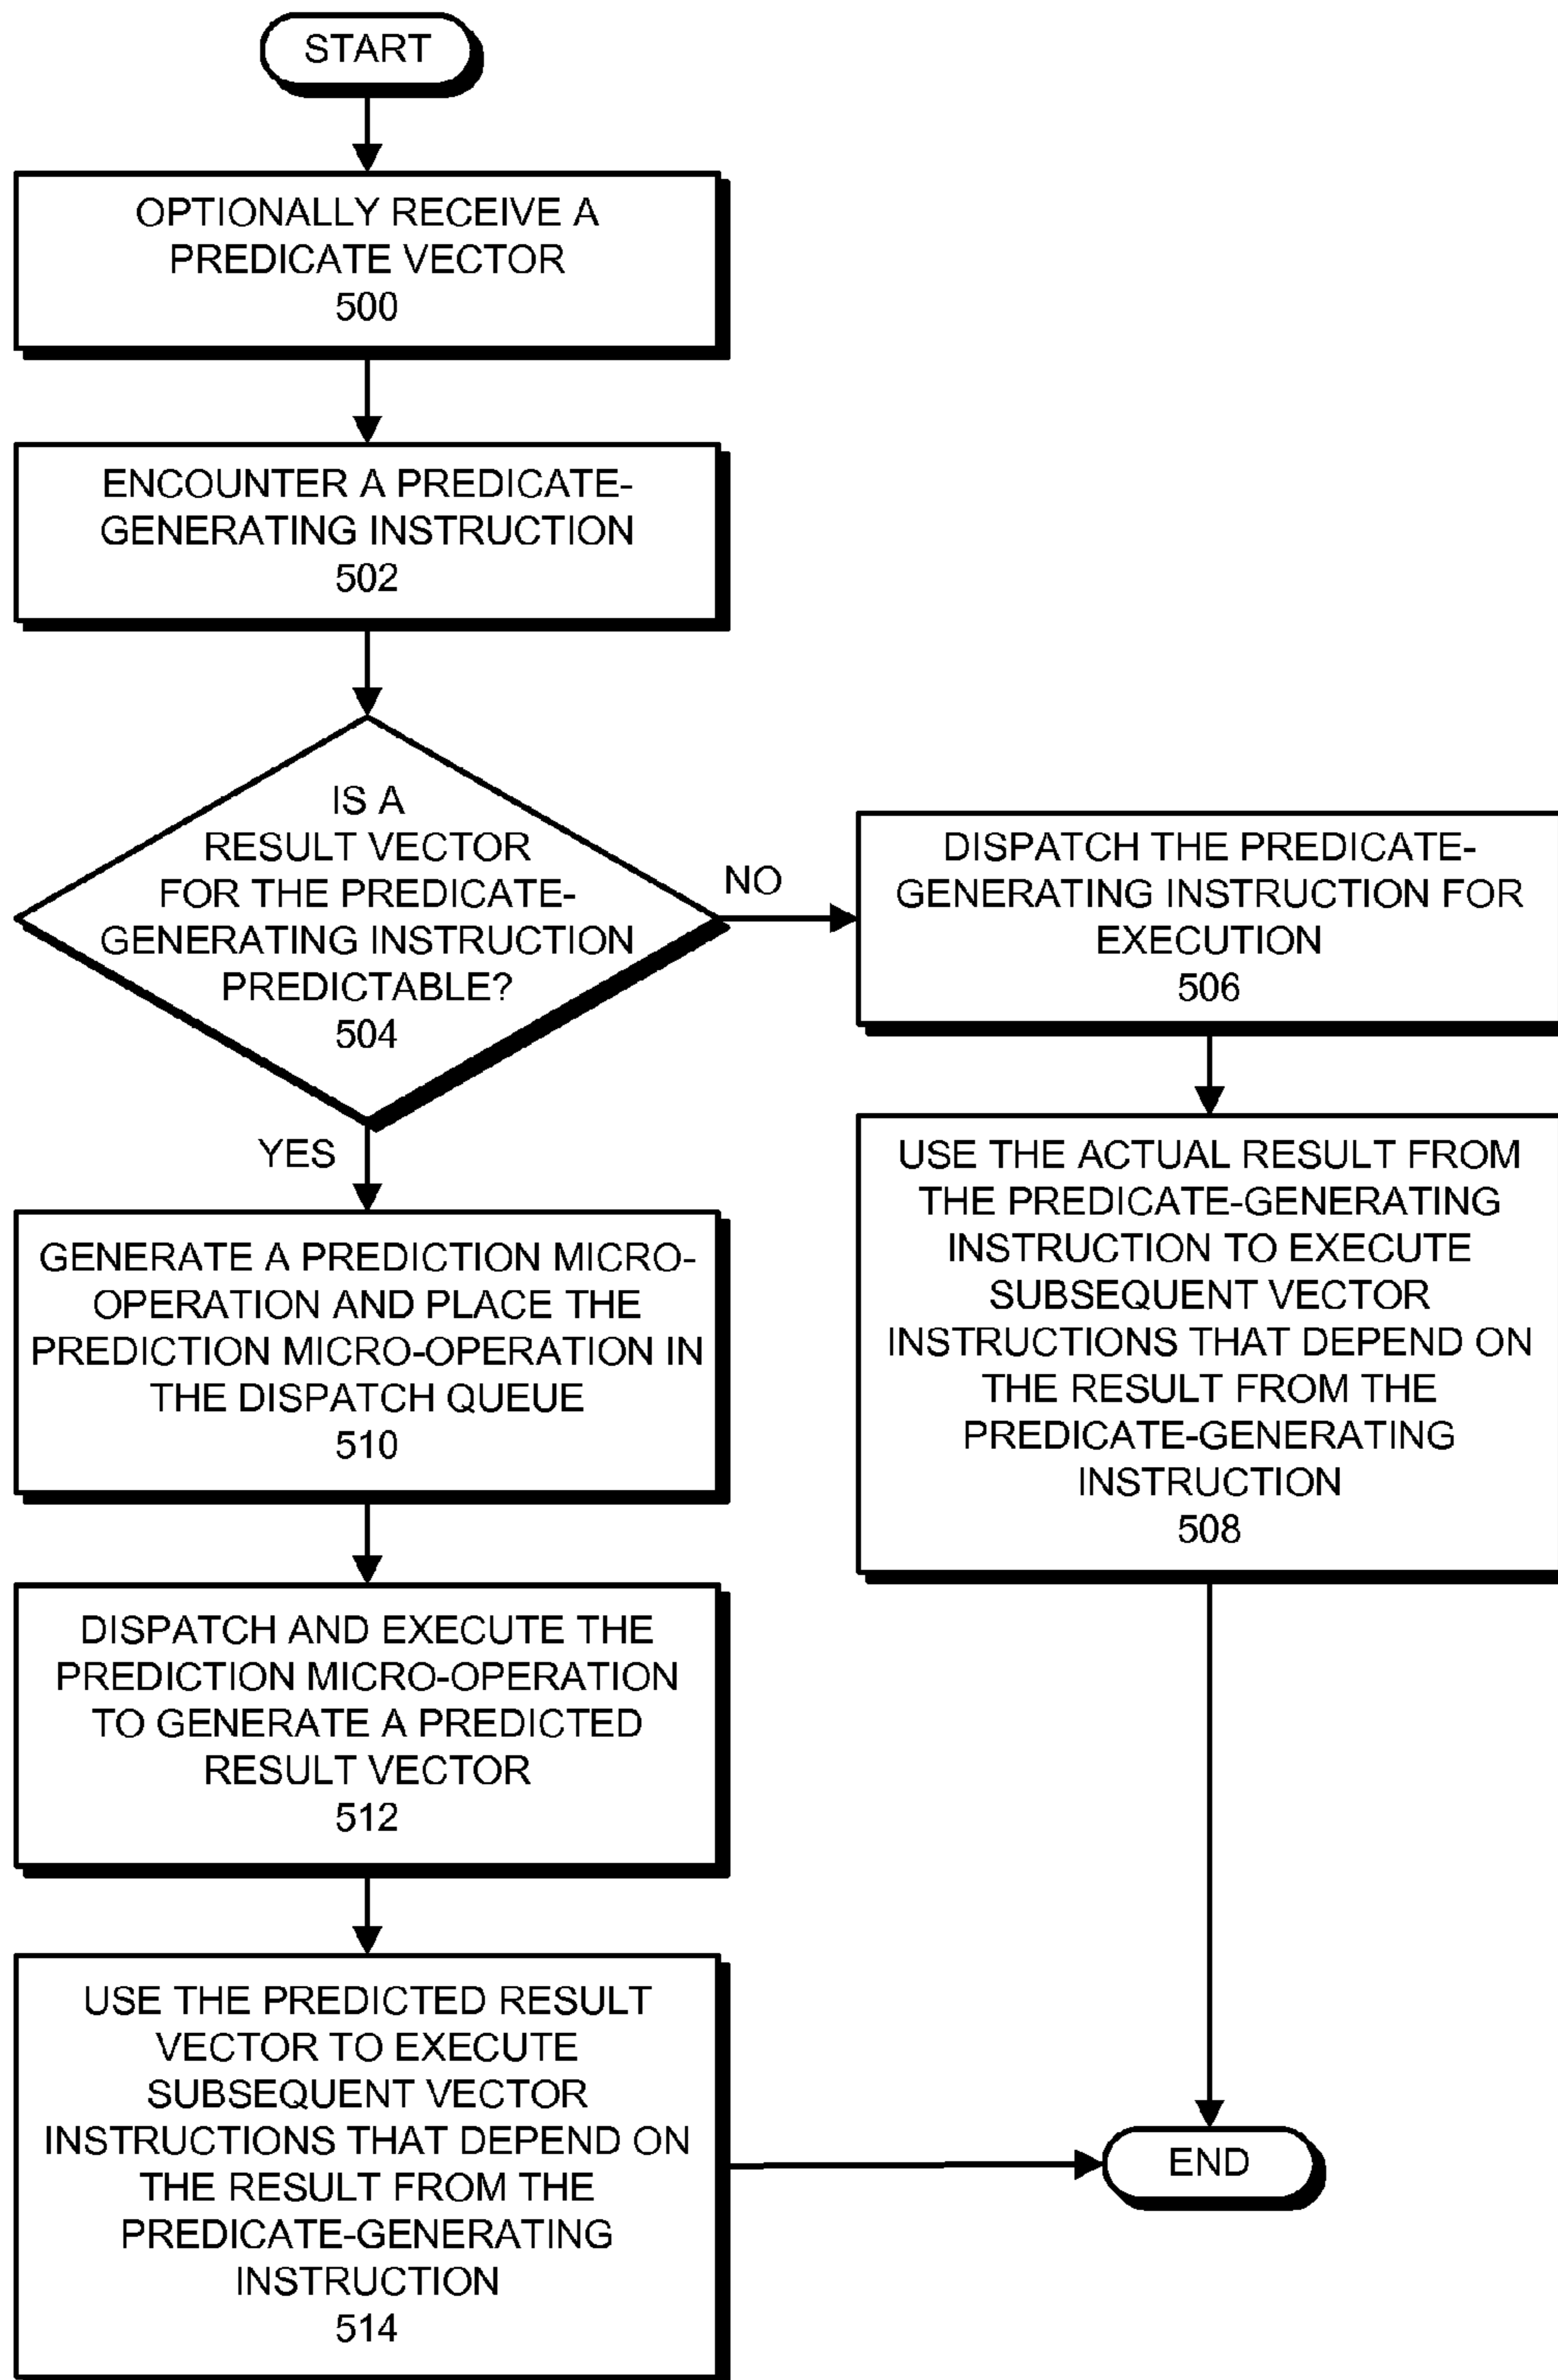 START
OPTIONALLY RECEIVE A
PREDICATE VECTOR
500
ENCOUNTER A PREDICATE-
GENERATING INSTRUCTION
502
IS A
RESULT VECTOR
FOR THE PREDICATE-
GENERATING INSTRUCTION
PREDICTABLE?
504
NO
DISPATCH THE PREDICATE-
GENERATING INSTRUCTION FOR
EXECUTION
506
USE THE ACTUAL RESULT FROM
THE PREDICATE-GENERATING
INSTRUCTION TO EXECUTE
SUBSEQUENT VECTOR
INSTRUCTIONS THAT DEPEND ON
THE RESULT FROM THE
PREDICATE-GENERATING
INSTRUCTION
508
YES
GENERATE A PREDICTION MICRO-
OPERATION AND PLACE THE
PREDICTION MICRO-OPERATION IN
THE DISPATCH QUEUE
510
DISPATCH AND EXECUTE THE
PREDICTION MICRO-OPERATION
TO GENERATE A PREDICTED
RESULT VECTOR
512
USE THE PREDICTED RESULT
VECTOR TO EXECUTE
SUBSEQUENT VECTOR
INSTRUCTIONS THAT DEPEND ON
THE RESULT FROM THE
PREDICATE-GENERATING
INSTRUCTION
514
END